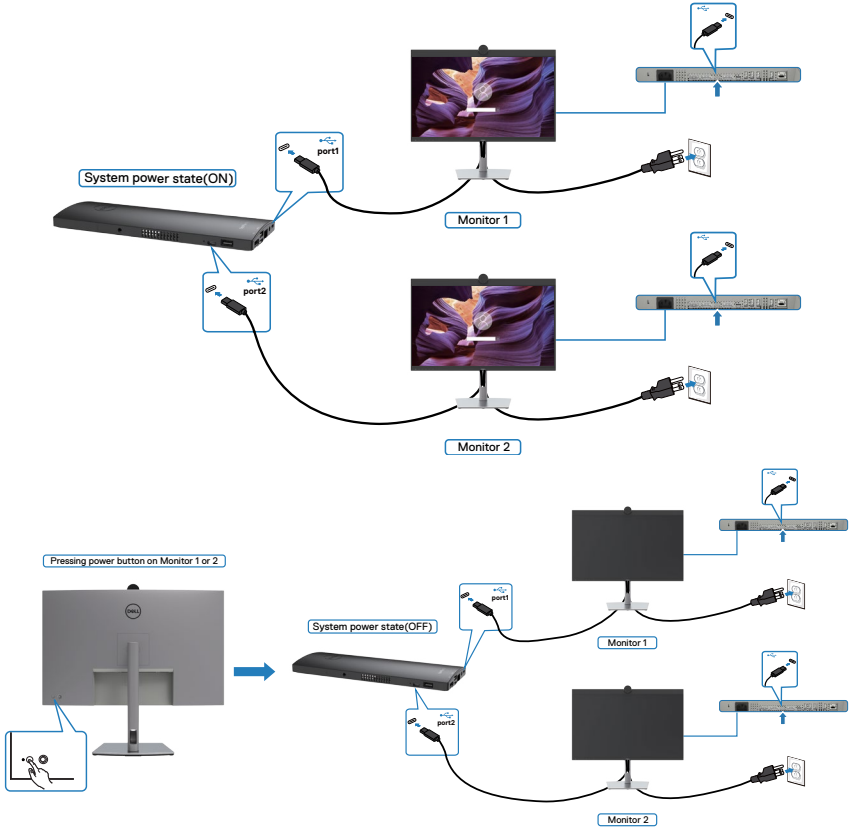 port1
System power state(ON)
Monitor 1
port2
Monitor 2
Pressing power button on Monitor 1 or 2
DELL
port1
System power state(OFF)
Monitor 1
port2
Monitor 2